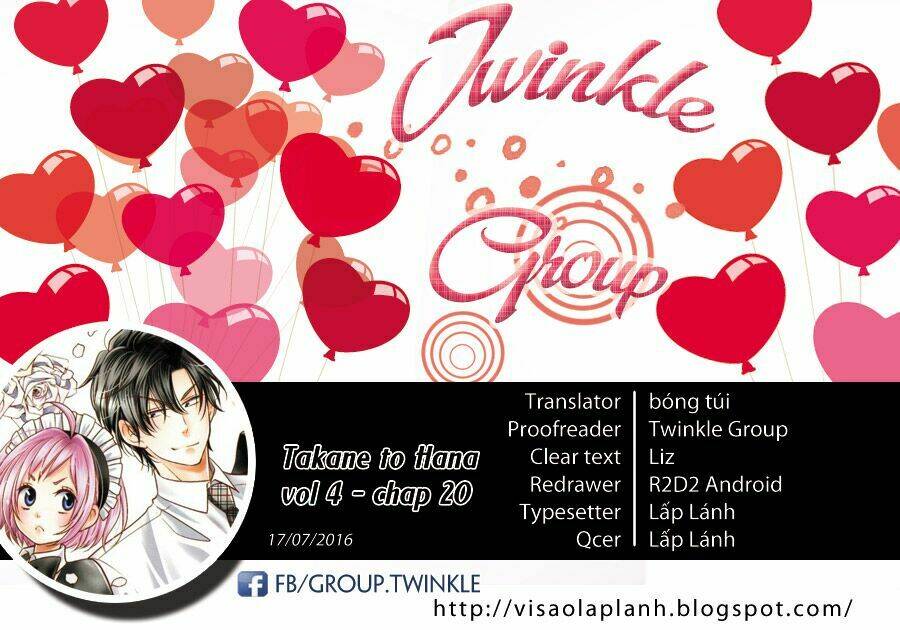 Twinkle
Group
Takane to Hana
vol 4 - chap 20
17/07/2016
Translator bóng túi
Proofreader Twinkle Group
Clear text Liz
Redrawer R2D2 Android
Typesetter Lấp Lánh
Qcer Lấp Lánh
f FB/GROUP.TWINKLE
http://visaolaplanh.blogspot.com/